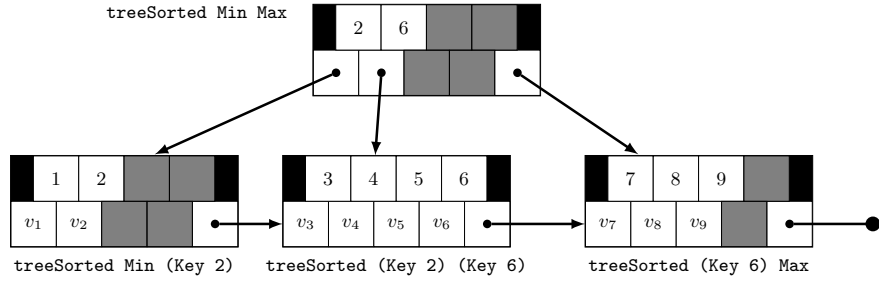 treeSorted Min Max
2 6
1 2
3 4 5 6
7 8 9
v₁ v₂
v₃ v₄ v₅ v₆
v₇ v₈ v₉
treeSorted Min (Key 2)
treeSorted (Key 2) (Key 6)
treeSorted (Key 6) Max